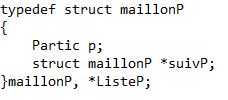 typedef struct maillonP
{
    Partic p;
    struct maillonP *suivP;
}maillonP, *ListeP;